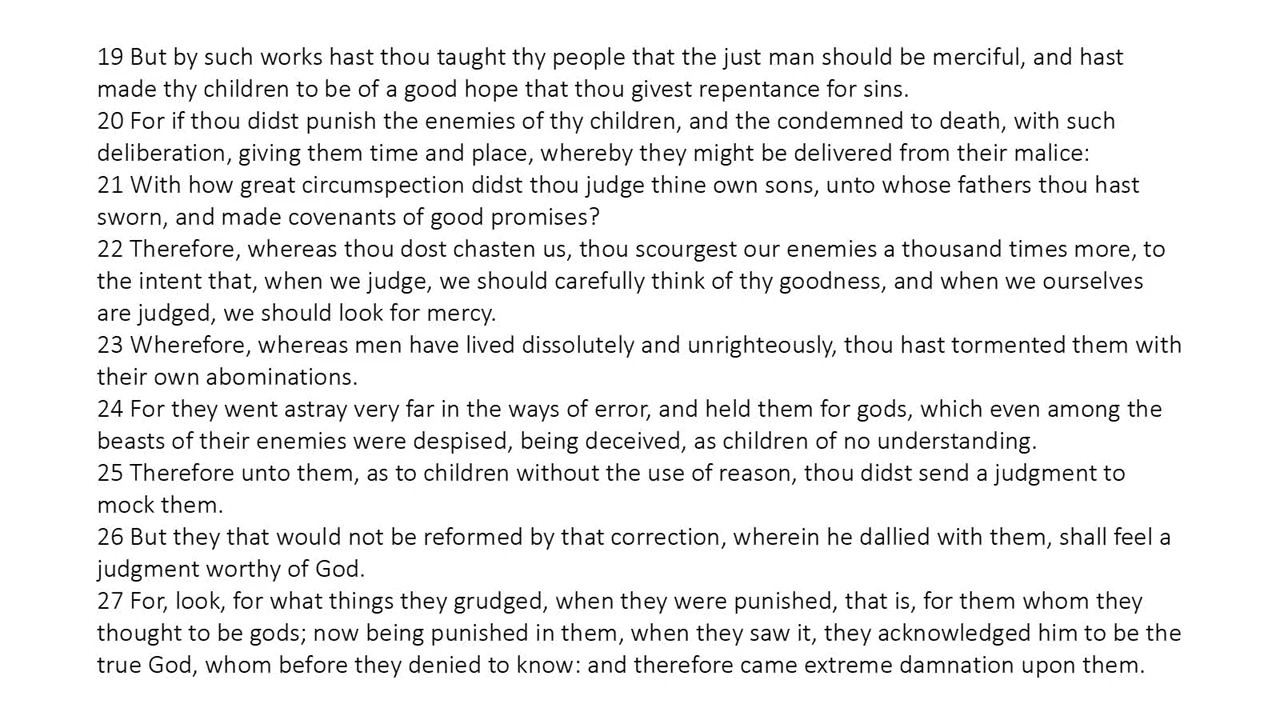 19 But by such works hast thou taught thy people that the just man should be merciful, and hast
made thy children to be of a good hope that thou givest repentance for sins.
20 For if thou didst punish the enemies of thy children, and the condemned to death, with such
deliberation, giving them time and place, whereby they might be delivered from their malice:
21 With how great circumspection didst thou judge thine own sons, unto whose fathers thou hast
sworn, and made covenants of good promises?
22 Therefore, whereas thou dost chasten us, thou scourgest our enemies a thousand times more, to
the intent that, when we judge, we should carefully think of thy goodness, and when we ourselves
are judged, we should look for mercy.
23 Wherefore, whereas men have lived dissolutely and unrighteously, thou hast tormented them with
their own abominations.
24 For they went astray very far in the ways of error, and held them for gods, which even among the
beasts of their enemies were despised, being deceived, as children of no understanding.
25 Therefore unto them, as to children without the use of reason, thou didst send a judgment to
mock them.
26 But they that would not be reformed by that correction, wherein he dallied with them, shall feel a
judgment worthy of God.
27 For, look, for what things they grudged, when they were punished, that is, for them whom they
thought to be gods; now being punished in them, when they saw it, they acknowledged him to be the
true God, whom before they denied to know: and therefore came extreme damnation upon them.